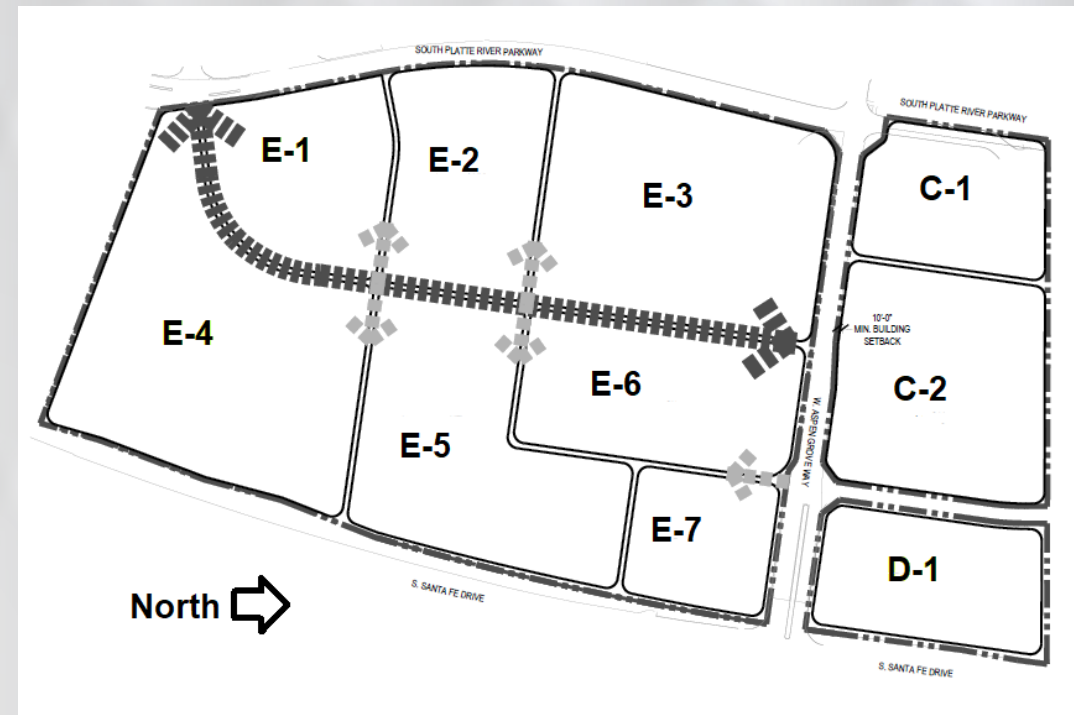 SOUTH PLATTE RIVER PARKWAY
SOUTH PLATTE RIVER PARKWAY
E-1
E-2
E-3
C-1
E-4
10'-0"
MIN. BUILDING
SETBACK
E-6
C-2
E-5
W. ASPEN GROVE WAY
E-7
D-1
North
S. SANTA FE DRIVE
S. SANTA FE DRIVE